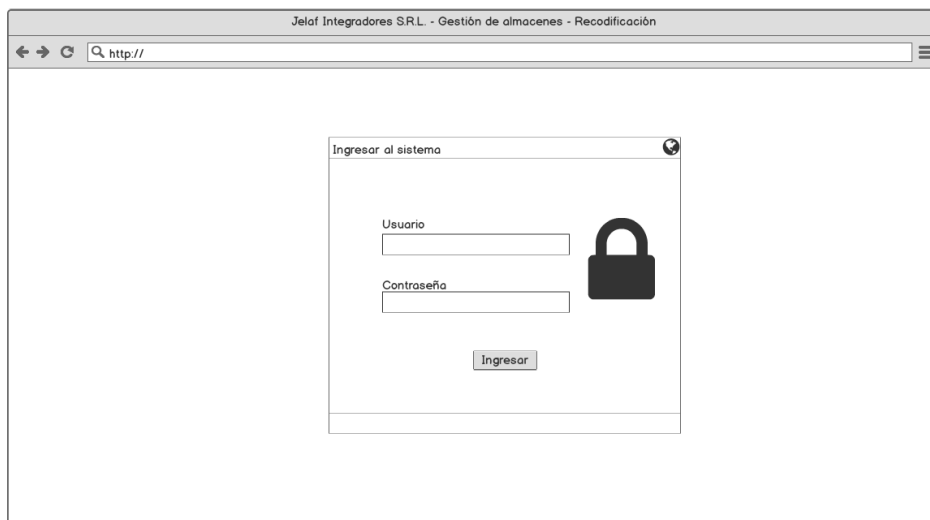 Jelaf Integradores S.R.L. - Gestión de almacenes - Recodificación
http://
Ingresar al sistema
Usuario
Contraseña
Ingresar